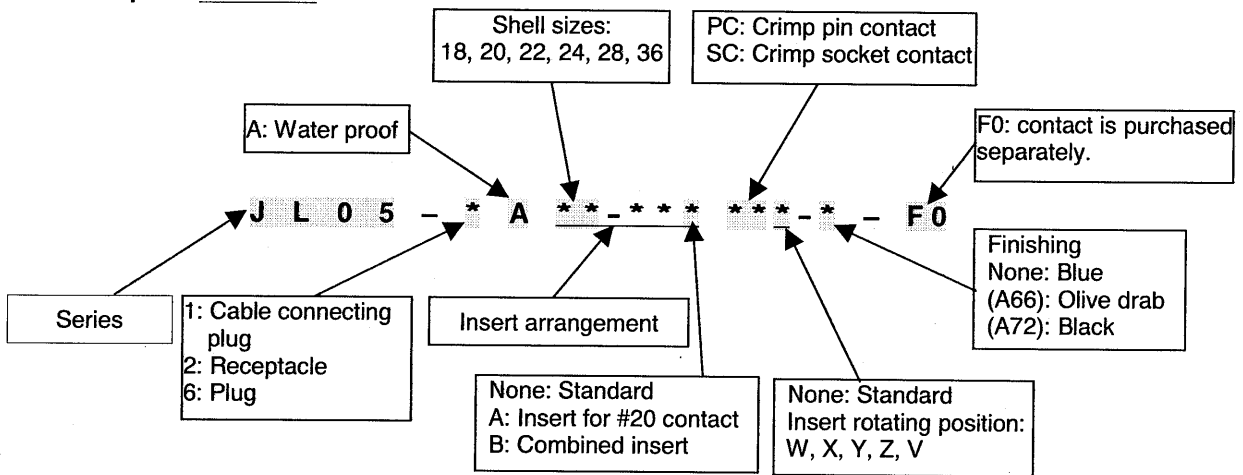 Shell sizes:
18, 20, 22, 24, 28, 36
PC: Crimp pin contact
SC: Crimp socket contact
A: Water proof
F0: contact is purchased
separately.
J L 0 5 – * A **-*** ***-* – F0
Series
1: Cable connecting
plug
2: Receptacle
6: Plug
Insert arrangement
Finishing
None: Blue
(A66): Olive drab
(A72): Black
None: Standard
A: Insert for #20 contact
B: Combined insert
None: Standard
Insert rotating position:
W, X, Y, Z, V